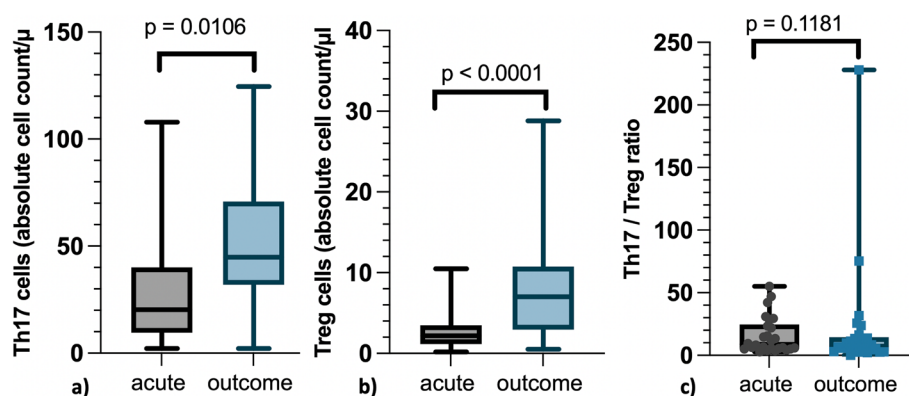 p = 0.0106
Th17 cells (absolute cell count/μ
150
100
50
0
acute outcome
a)
p < 0.0001
Treg cells (absolute cell count/μl
40
30
20
10
0
acute outcome
b)
p = 0.1181
Th17 / Treg ratio
250
200
150
100
50
0
acute outcome
c)